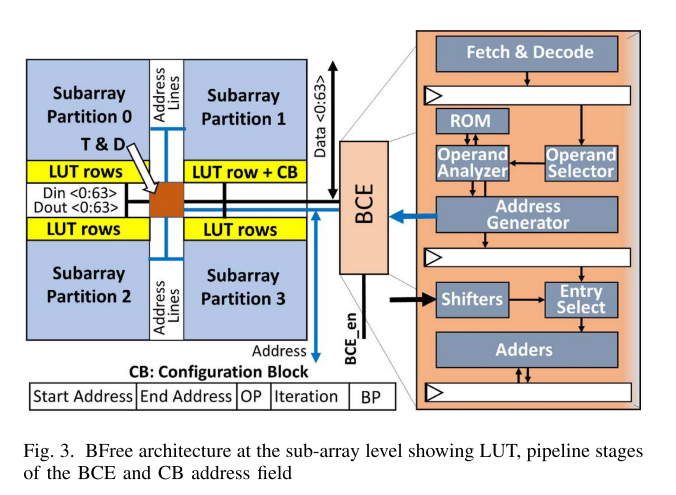 Subarray
Partition 0
Address
Lines
Subarray
Partition 1
T & D
LUT rows
LUT row + CB
Din <0:63>
Dout <0:63>
LUT rows
LUT rows
Subarray
Partition 2
Address
Lines
Subarray
Partition 3
Data <0:63>
BCE
BCE_en
Address
Fetch & Decode
ROM
Operand
Analyzer
Operand
Selector
Address
Generator
Shifters
Entry
Select
Adders
CB: Configuration Block
Start Address End Address OP Iteration BP
Fig. 3. BFree architecture at the sub-array level showing LUT, pipeline stages
of the BCE and CB address field